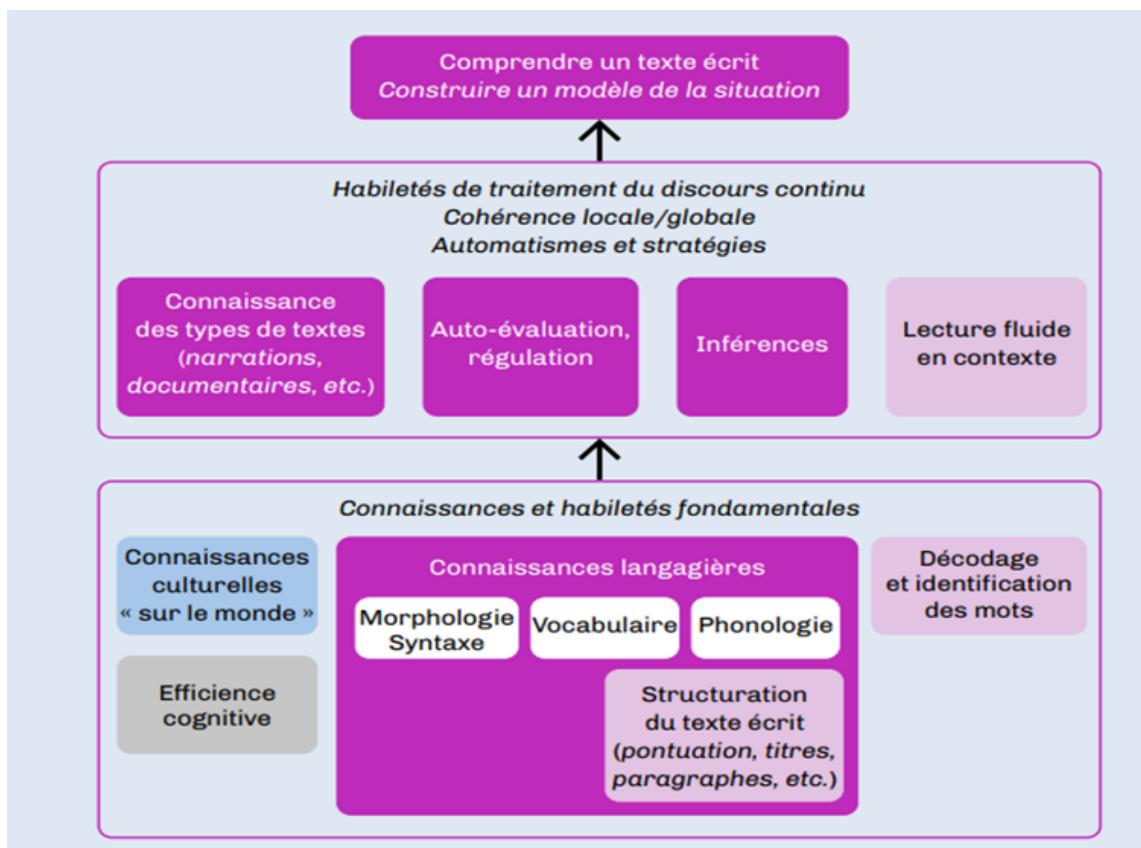 Comprendre un texte écrit
Construire un modèle de la situation
Habiletés de traitement du discours continu
Cohérence locale/globale
Automatismes et stratégies
Connaissance
des types de textes
(narrations,
documentaires, etc.)
Auto-évaluation,
régulation
Inférences
Lecture fluide
en contexte
Connaissances et habiletés fondamentales
Connaissances
culturelles
« sur le monde »
Efficience
cognitive
Connaissances langagières
Morphologie
Syntaxe
Vocabulaire
Phonologie
Structuration
du texte écrit
(pontuation, titres,
paragraphes, etc.)
Décodage
et identification
des mots